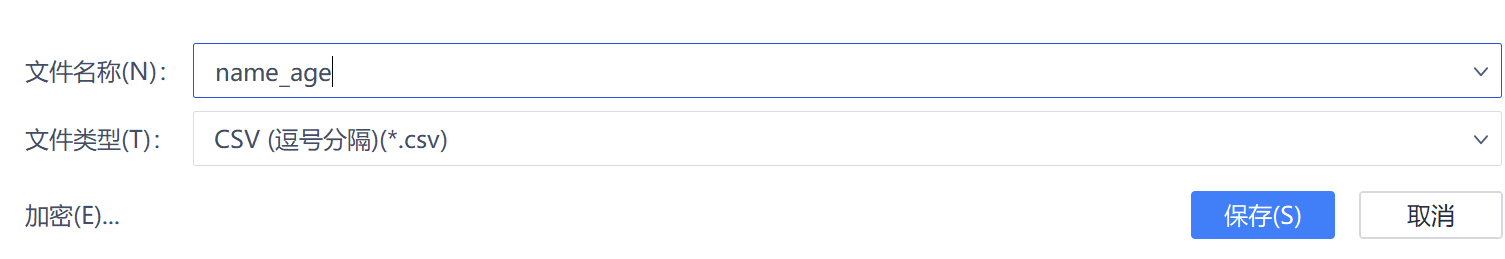 文件名称(N)： name_age
文件类型(T)： CSV (逗号分隔)(*.csv)
加密(E)... 保存(S) 取消